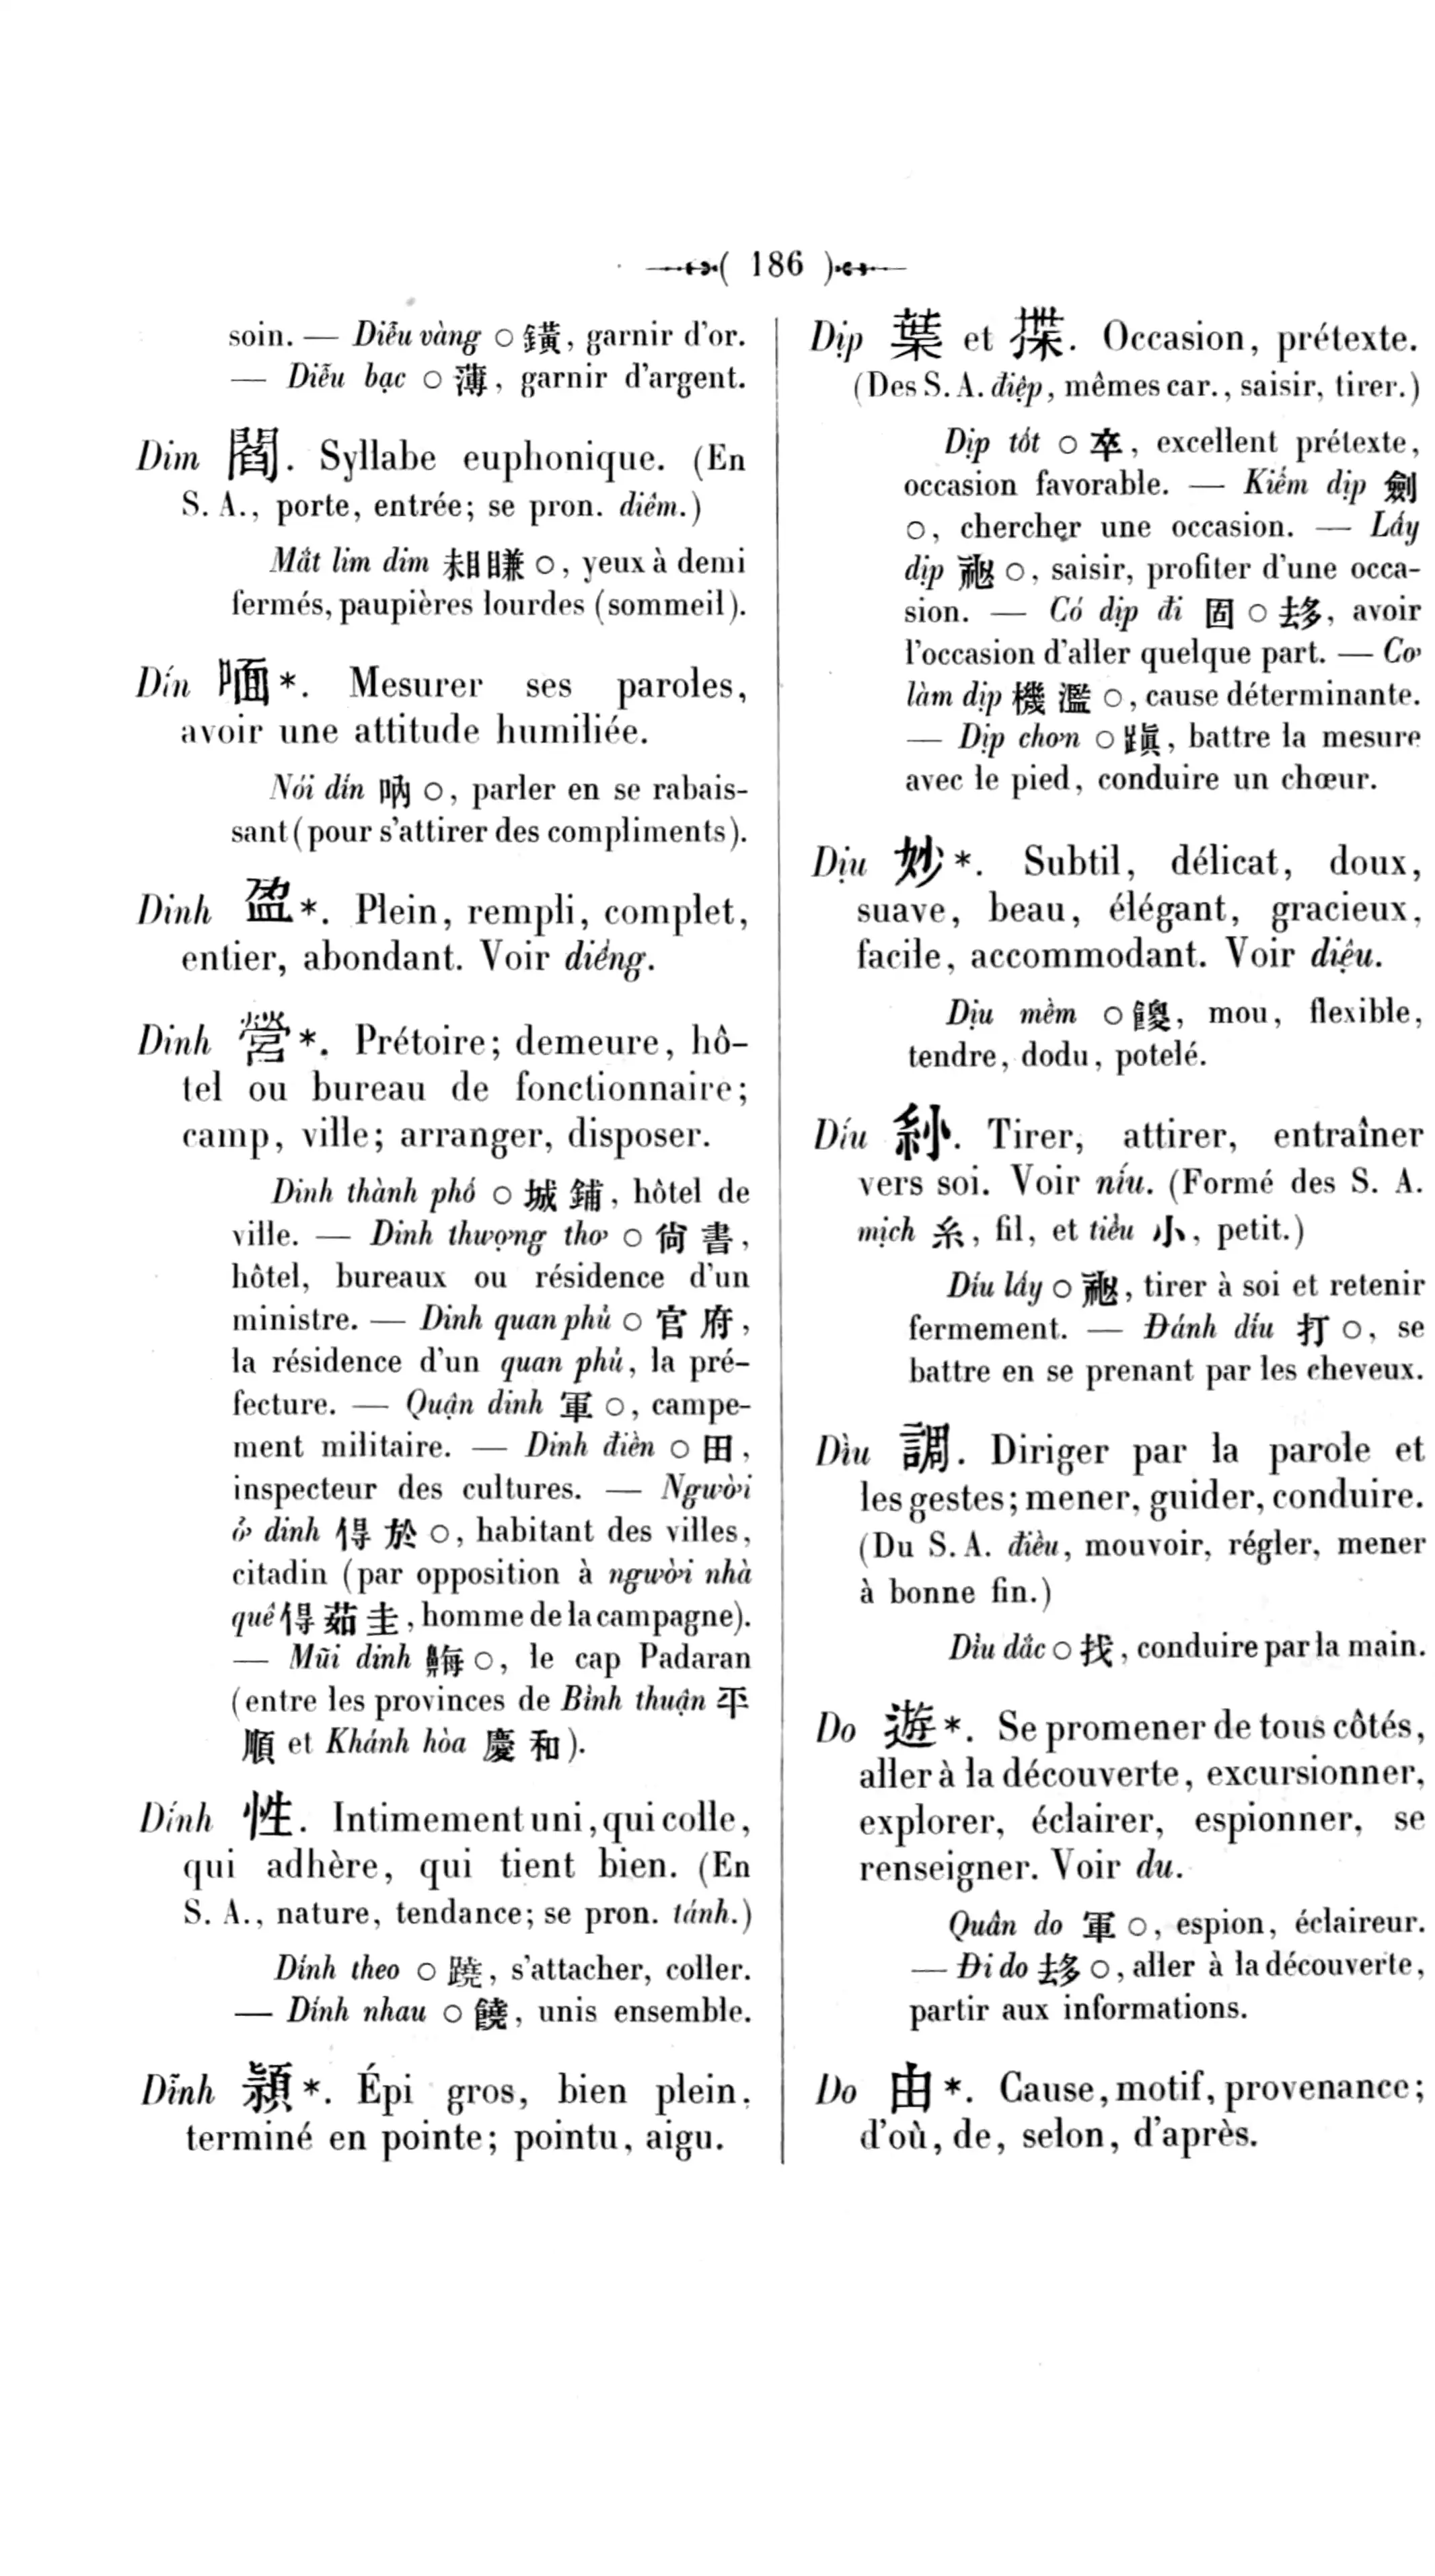 ( 186 )
soin. — Diễu vàng ○ 鐄, garnir d'or.
— Diễu bạc ○ 薄, garnir d'argent.
Dim 閻. Syllabe euphonique. (En
S. A., porte, entrée; se pron. diêm.)
Mắt lim dim ○, yeux à demi
fermés, paupières lourdes (sommeil).
Dín *. Mesurer ses paroles,
avoir une attitude humiliée.
Nói dín 吶 ○, parler en se rabais-
sant (pour s'attirer des compliments).
Dinh 盈*. Plein, rempli, complet,
entier, abondant. Voir diểng.
Dinh 營*. Prétoire; demeure, hô-
tel ou bureau de fonctionnaire;
camp, ville; arranger, disposer.
Dinh thành phố ○ 城 鋪, hôtel de
ville. — Dinh thượng thơ ○ 尙 書,
hôtel, bureaux ou résidence d'un
ministre. — Dinh quan phủ ○ 官 府,
la résidence d'un quan phủ, la pré-
fecture. — Quận dinh 軍 ○, campe-
ment militaire. — Dinh điền ○ 田,
inspecteur des cultures. — Người
ở dinh 㝵 於 ○, habitant des villes,
citadin (par opposition à người nhà
quê 㝵 茹 圭, homme de la campagne).
— Mũi dinh ○, le cap Padaran
(entre les provinces de Bình thuận 平
順 et Khánh hòa 慶 和).
Dính 性. Intimement uni, qui colle,
qui adhère, qui tient bien. (En
S. A., nature, tendance; se pron. tánh.)
Dính theo ○ 蹺, s'attacher, coller.
— Dính nhau ○ 饒, unis ensemble.
Dĩnh 潁*. Épi gros, bien plein,
terminé en pointe; pointu, aigu.
Dịp 葉 et 揲. Occasion, prétexte.
(Des S. A. điệp, mêmes car., saisir, tirer.)
Dịp tốt ○ 卒, excellent prétexte,
occasion favorable. — Kiếm dịp 劍
○, chercher une occasion. — Lấy
dịp 𥙩 ○, saisir, profiter d'une occa-
sion. — Có dịp đi 固 ○ 𠫾, avoir
l'occasion d'aller quelque part. — Cơ
làm dịp 機 濫 ○, cause déterminante.
— Dịp chơn ○ 蹎, battre la mesure
avec le pied, conduire un chœur.
Dịu 妙*. Subtil, délicat, doux,
suave, beau, élégant, gracieux,
facile, accommodant. Voir diệu.
Dịu mềm ○, mou, flexible,
tendre, dodu, potelé.
Díu 𥾃. Tirer, attirer, entraîner
vers soi. Voir níu. (Formé des S. A.
mịch 糸, fil, et tiểu 小, petit.)
Díu lấy ○ 𥙩, tirer à soi et retenir
fermement. — Đánh díu 打 ○, se
battre en se prenant par les cheveux.
Dìu 調. Diriger par la parole et
les gestes; mener, guider, conduire.
(Du S. A. điều, mouvoir, régler, mener
à bonne fin.)
Dìu dắc ○ 找, conduire par la main.
Do 遊*. Se promener de tous côtés,
aller à la découverte, excursionner,
explorer, éclairer, espionner, se
renseigner. Voir du.
Quân do 軍 ○, espion, éclaireur.
— Đi do 𠫾 ○, aller à la découverte,
partir aux informations.
Do 由*. Cause, motif, provenance;
d'où, de, selon, d'après.